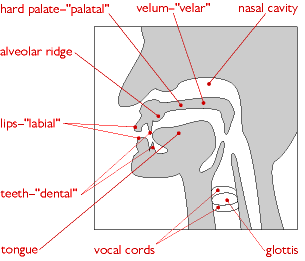 hard palate–"palatal"
velum–"velar"
nasal cavity
alveolar ridge
lips–"labial"
teeth–"dental"
tongue
vocal cords
glottis